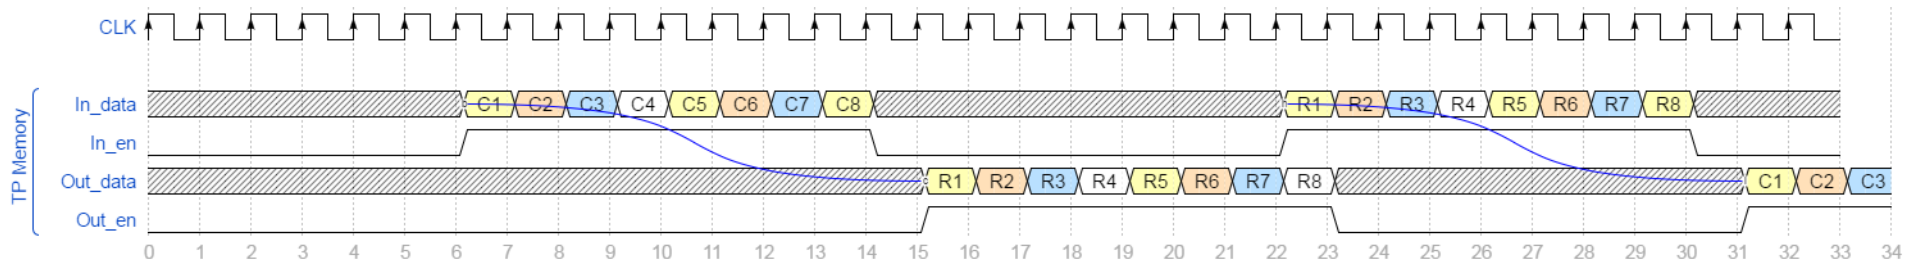 CLK
TP Memory
In_data C1 C2 C3 C4 C5 C6 C7 C8 R1 R2 R3 R4 R5 R6 R7 R8
In_en
Out_data R1 R2 R3 R4 R5 R6 R7 R8 C1 C2 C3
Out_en
0 1 2 3 4 5 6 7 8 9 10 11 12 13 14 15 16 17 18 19 20 21 22 23 24 25 26 27 28 29 30 31 32 33 34